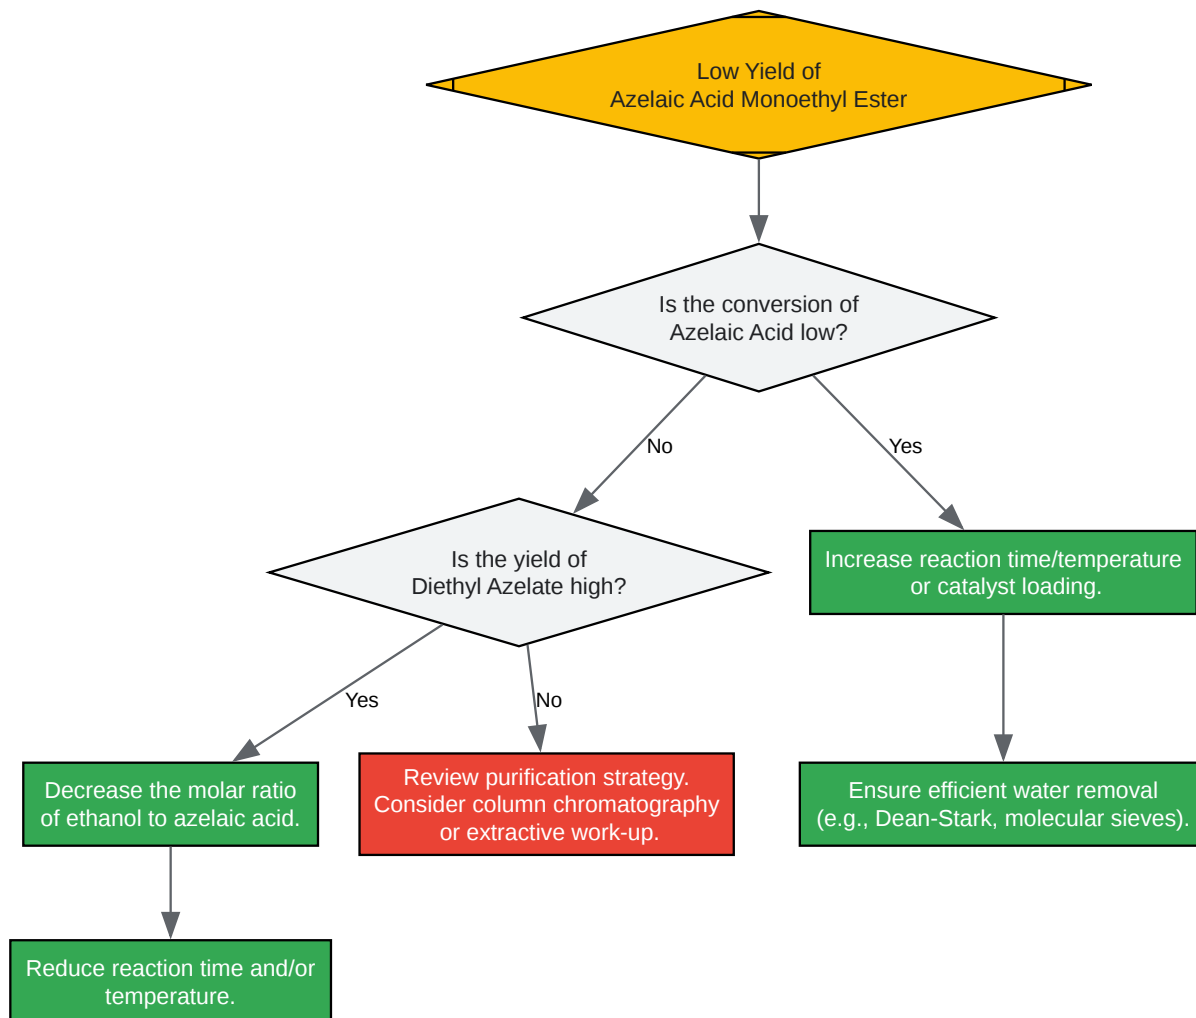 Low Yield of
Azelaic Acid Monoethyl Ester
Is the conversion of
Azelaic Acid low?
No
Yes
Is the yield of
Diethyl Azelate high?
Increase reaction time/temperature
or catalyst loading.
Yes
No
Decrease the molar ratio
of ethanol to azelaic acid.
Review purification strategy.
Consider column chromatography
or extractive work-up.
Ensure efficient water removal
(e.g., Dean-Stark, molecular sieves).
Reduce reaction time and/or
temperature.